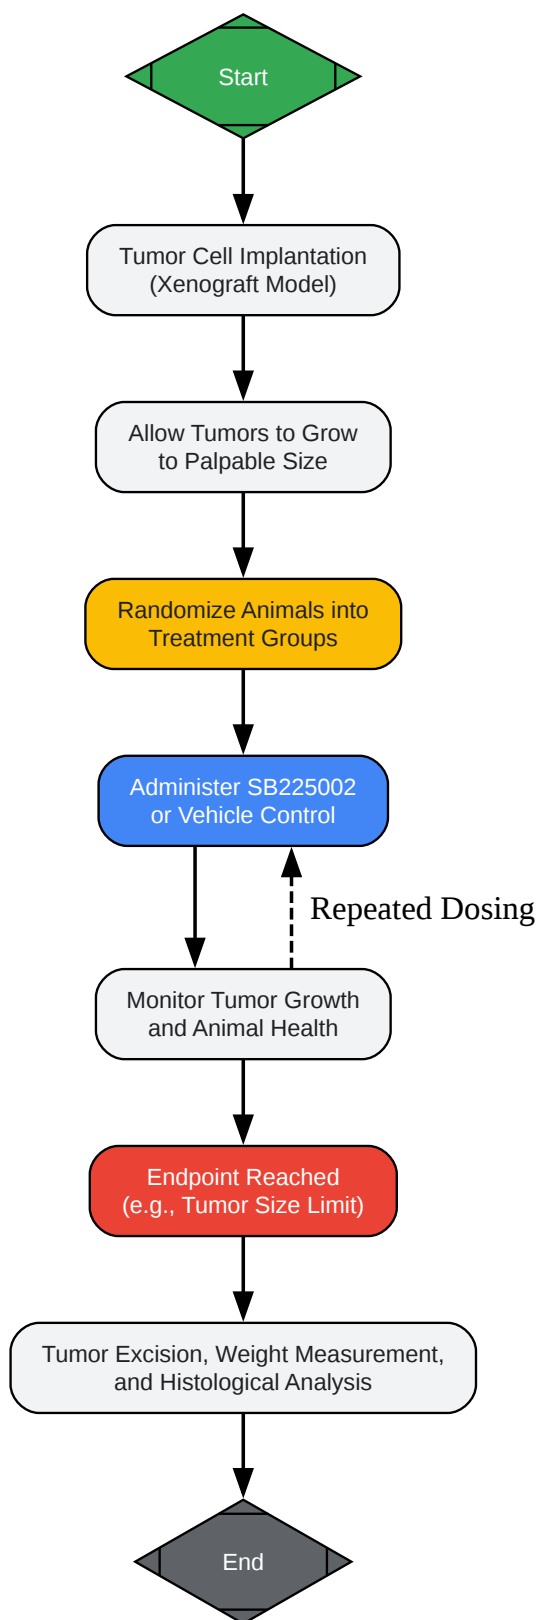 Start
Tumor Cell Implantation
(Xenograft Model)
Allow Tumors to Grow
to Palpable Size
Randomize Animals into
Treatment Groups
Administer SB225002
or Vehicle Control
Repeated Dosing
Monitor Tumor Growth
and Animal Health
Endpoint Reached
(e.g., Tumor Size Limit)
Tumor Excision, Weight Measurement,
and Histological Analysis
End